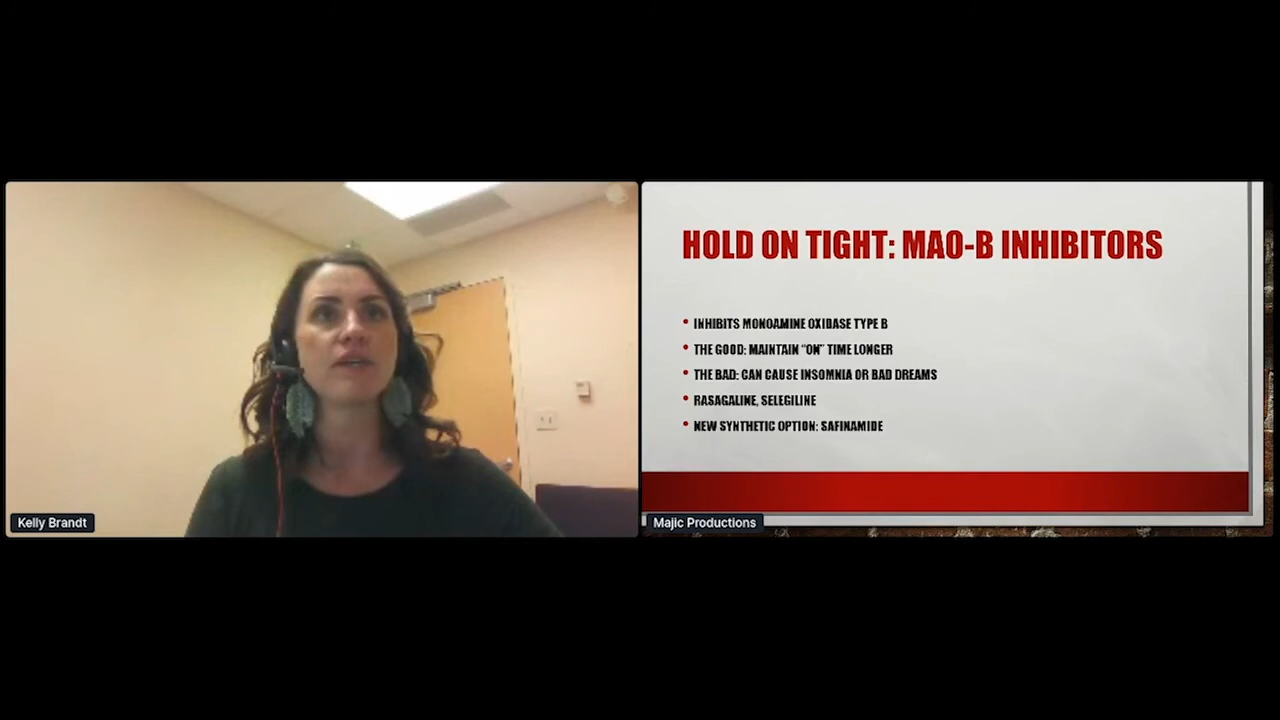 HOLD ON TIGHT: MAO-B INHIBITORS
• INHIBITS MONOAMINE OXIDASE TYPE B
• THE GOOD: MAINTAIN “ON” TIME LONGER
• THE BAD: CAN CAUSE INSOMNIA OR BAD DREAMS
• RASAGALINE, SELEGILINE
• NEW SYNTHETIC OPTION: SAFINAMIDE
Kelly Brandt
Majic Productions